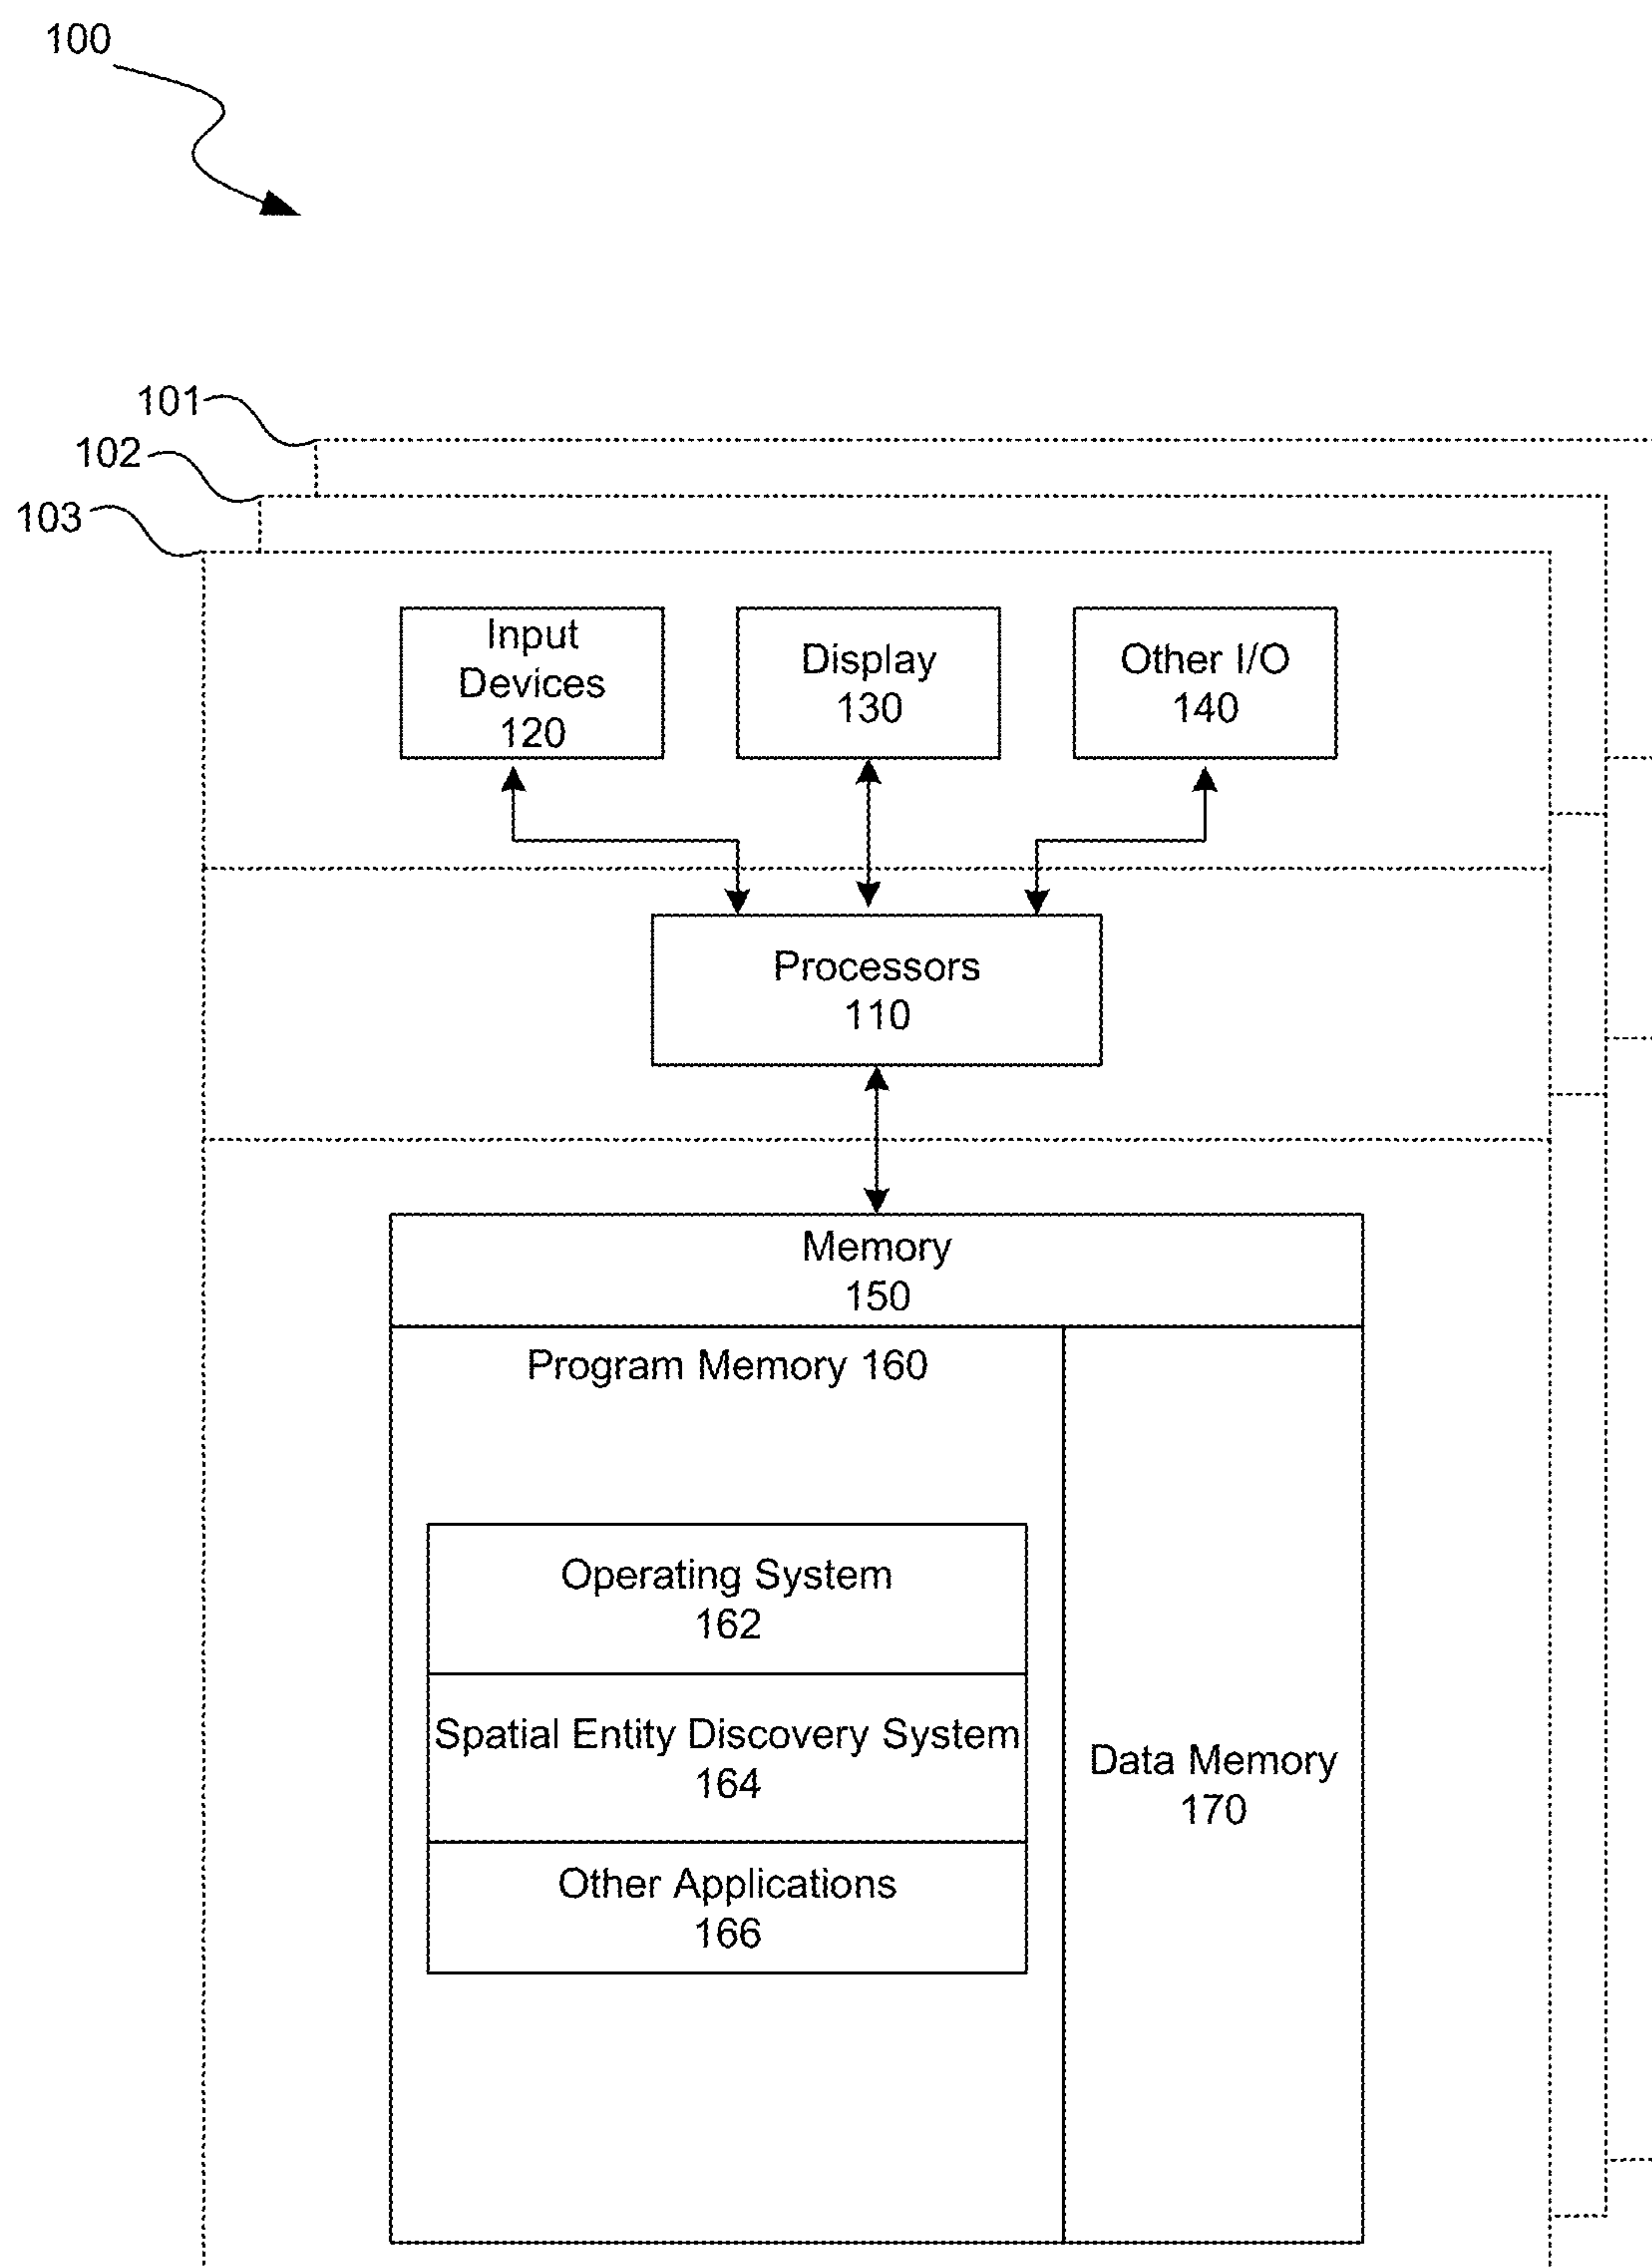 100
101
102
103
Input
Devices
120
Display
130
Other I/O
140
Processors
110
Memory
150
Program Memory 160
Operating System
162
Spatial Entity Discovery System
164
Other Applications
166
Data Memory
170